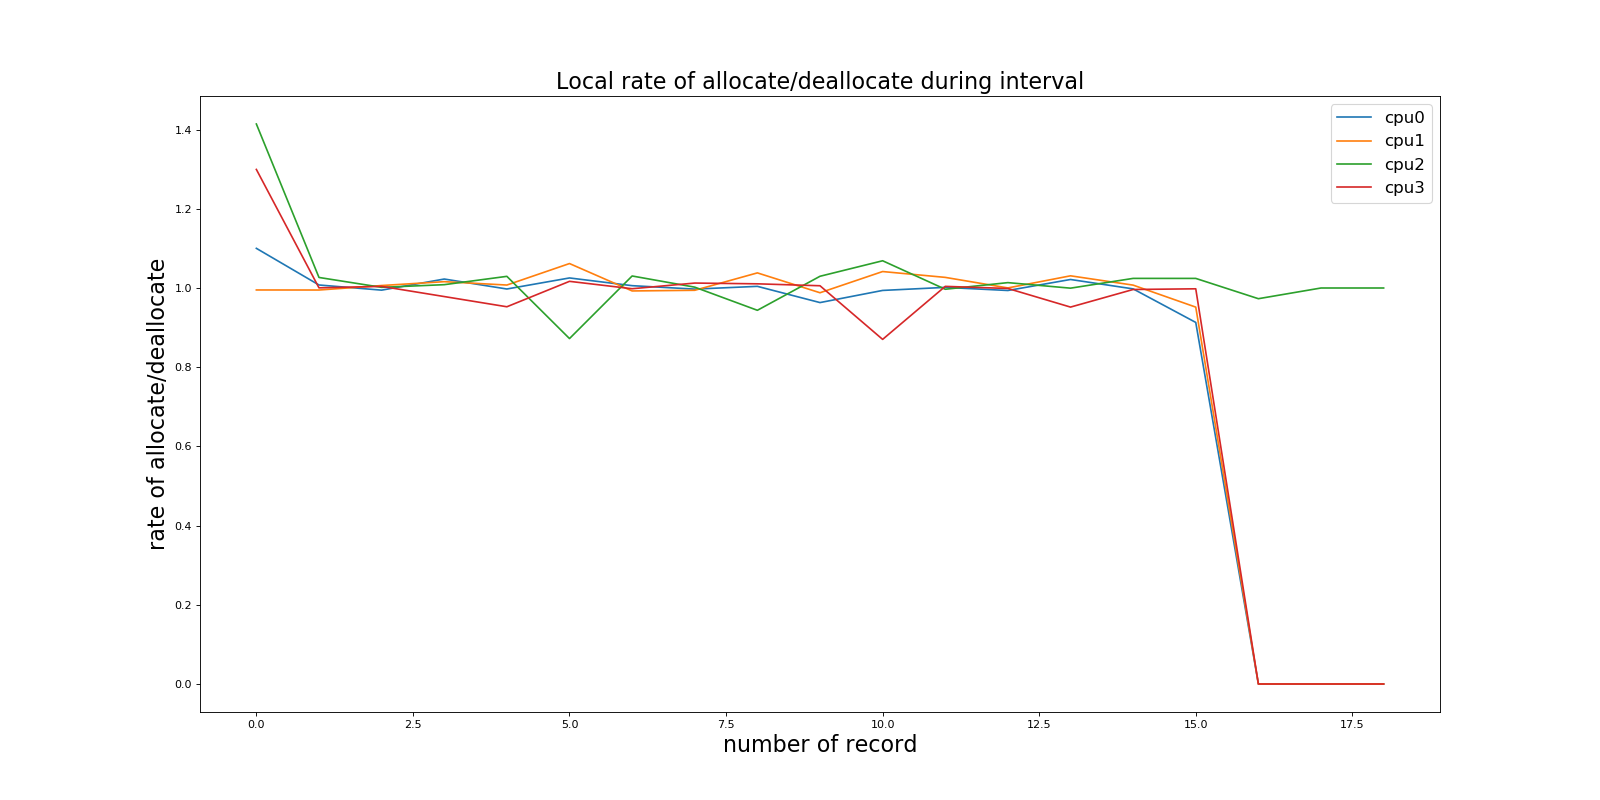 Local rate of allocate/deallocate during interval
cpu0
cpu1
cpu2
cpu3
rate of allocate/deallocate
1.4
1.2
1.0
0.8
0.6
0.4
0.2
0.0
0.0 2.5 5.0 7.5 10.0 12.5 15.0 17.5
number of record